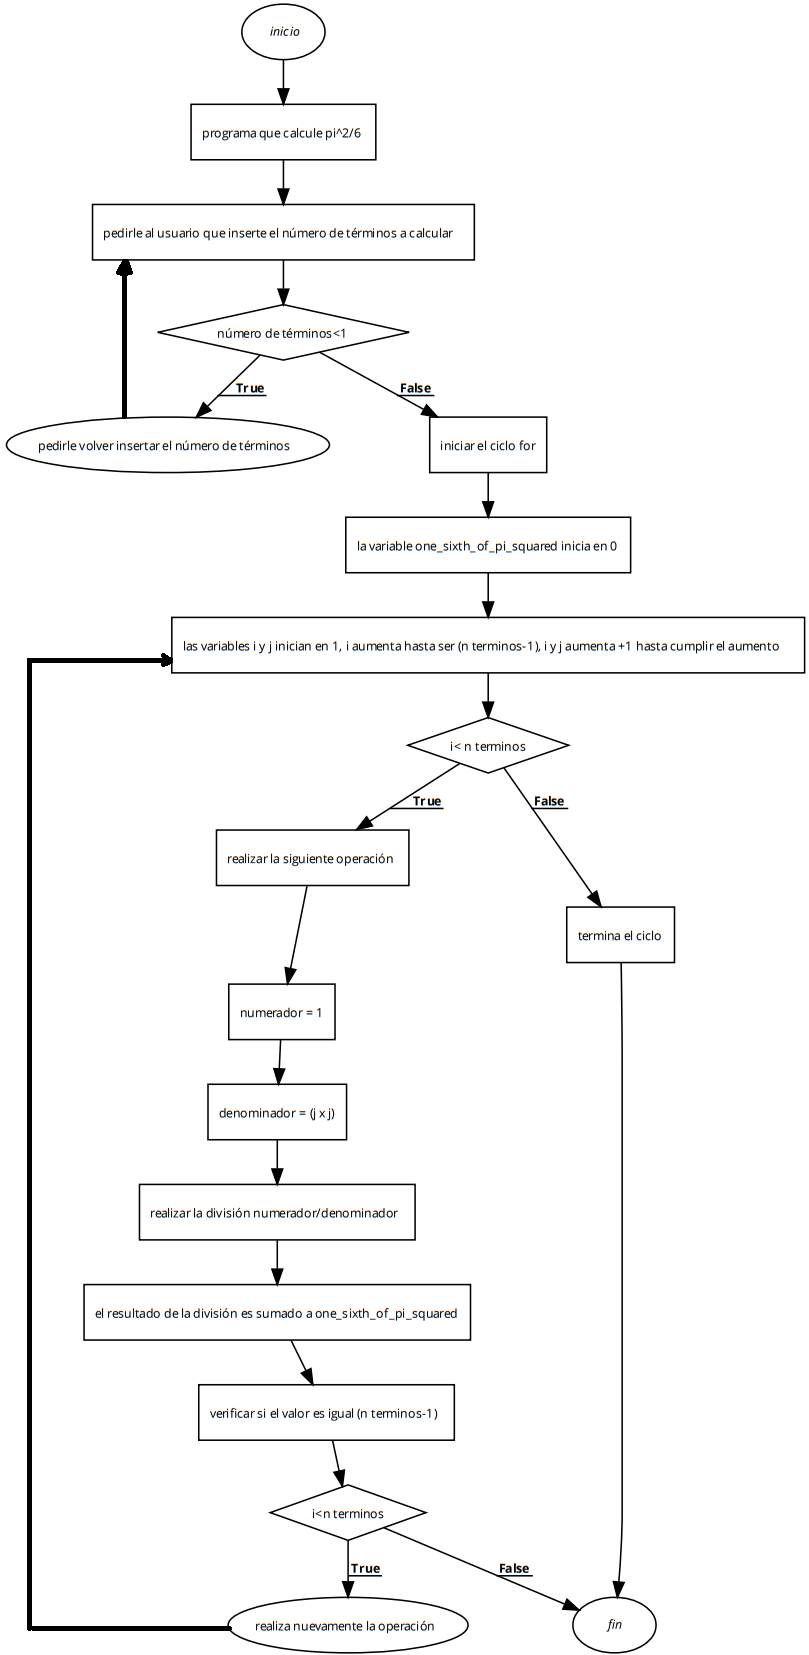 inicio
programa que calcule pi^2/6
pedirle al usuario que inserte el número de términos a calcular
número de términos<1
True
False
pedirle volver insertar el número de términos
iniciar el ciclo for
la variable one_sixth_of_pi_squared inicia en 0
las variables i y j inician en 1, i aumenta hasta ser (n terminos-1), i y j aumenta +1 hasta cumplir el aumento
i< n terminos
True
False
realizar la siguiente operación
termina el ciclo
numerador = 1
denominador = (j x j)
realizar la división numerador/denominador
el resultado de la división es sumado a one_sixth_of_pi_squared
verificar si el valor es igual (n terminos-1)
i<n terminos
True
False
realiza nuevamente la operación
fin